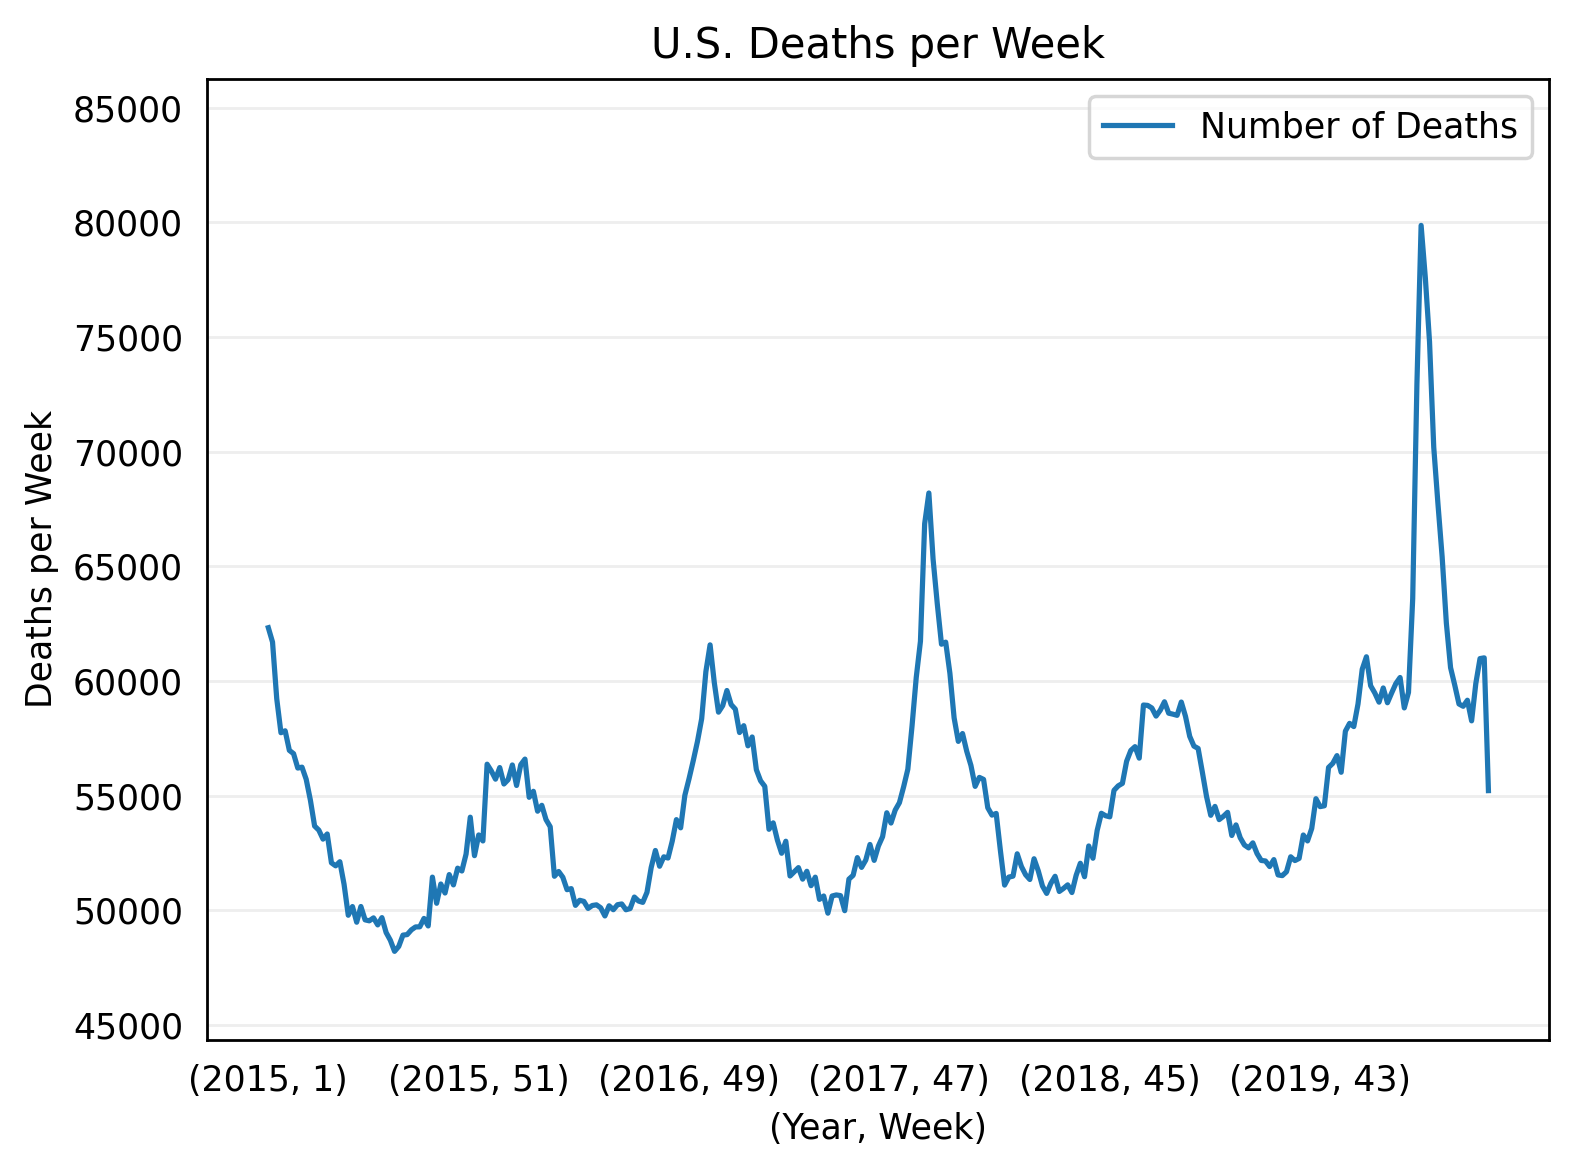 U.S. Deaths per Week
Number of Deaths
Deaths per Week
85000
80000
75000
70000
65000
60000
55000
50000
45000
(2015, 1) (2015, 51) (2016, 49) (2017, 47) (2018, 45) (2019, 43)
(Year, Week)